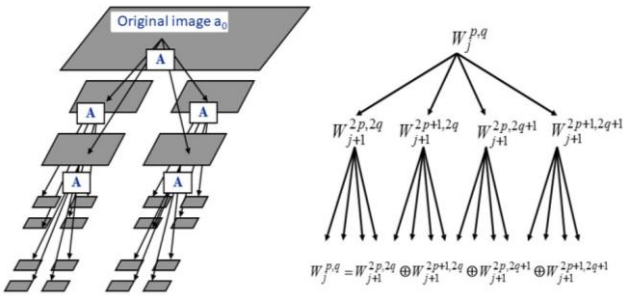 Original image a₀
A
A
A
A
A
W_j^{p,q}
W_{j+1}^{2p,2q} W_{j+1}^{2p+1,2q} W_{j+1}^{2p,2q+1} W_{j+1}^{2p+1,2q+1}
W_j^{p,q} = W_{j+1}^{2p,2q} ⊕ W_{j+1}^{2p+1,2q} ⊕ W_{j+1}^{2p,2q+1} ⊕ W_{j+1}^{2p+1,2q+1}